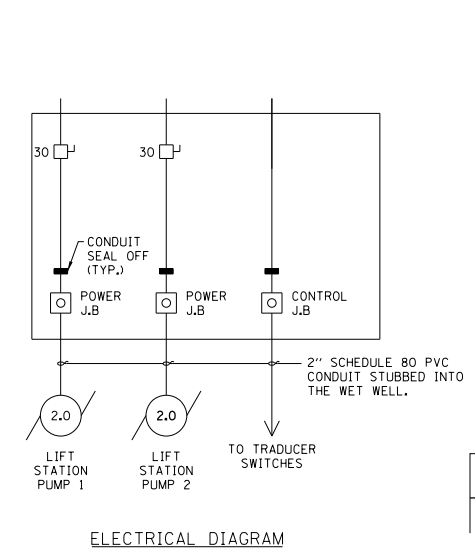 30
30
CONDUIT
SEAL OFF
(TYP.)
POWER
J.B
POWER
J.B
CONTROL
J.B
2" SCHEDULE 80 PVC
CONDUIT STUBBED INTO
THE WET WELL.
2.0
2.0
LIFT
STATION
PUMP 1
LIFT
STATION
PUMP 2
TO TRADUCER
SWITCHES
ELECTRICAL DIAGRAM